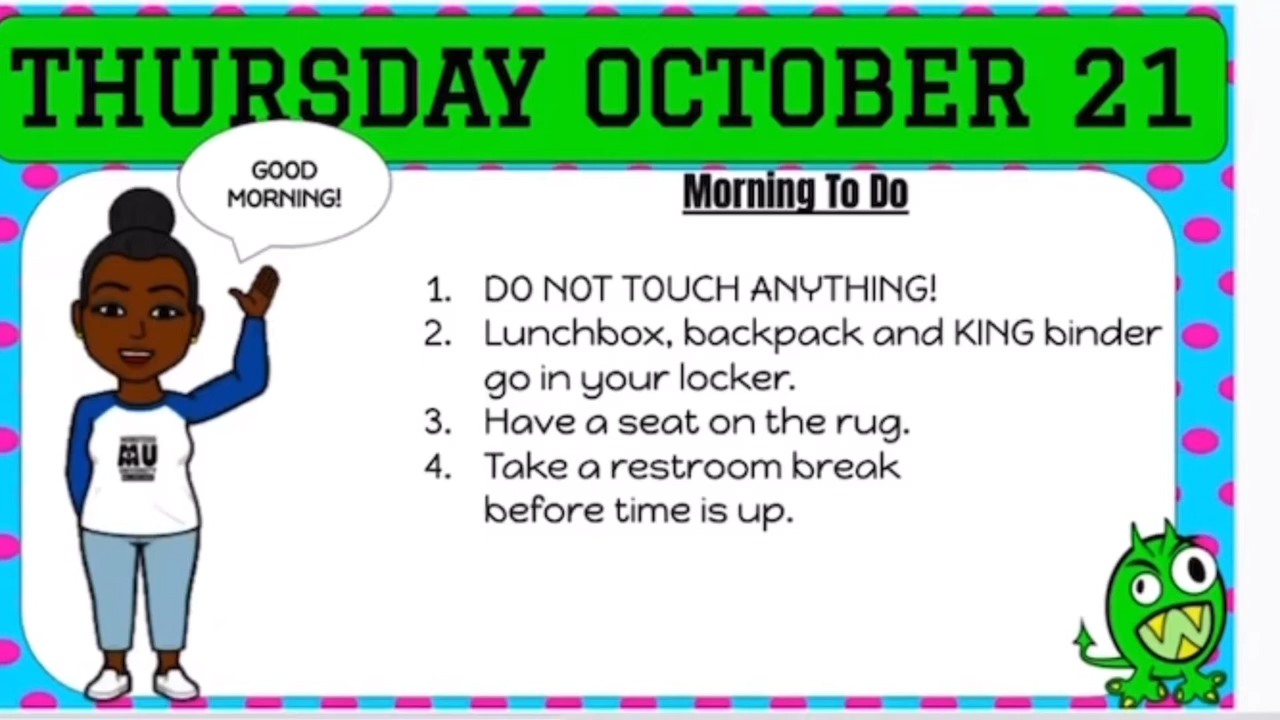 THURSDAY OCTOBER 21
GOOD
MORNING!
Morning To Do
1. DO NOT TOUCH ANYTHING!
2. Lunchbox, backpack and KING binder
go in your locker.
3. Have a seat on the rug.
4. Take a restroom break
before time is up.
MU